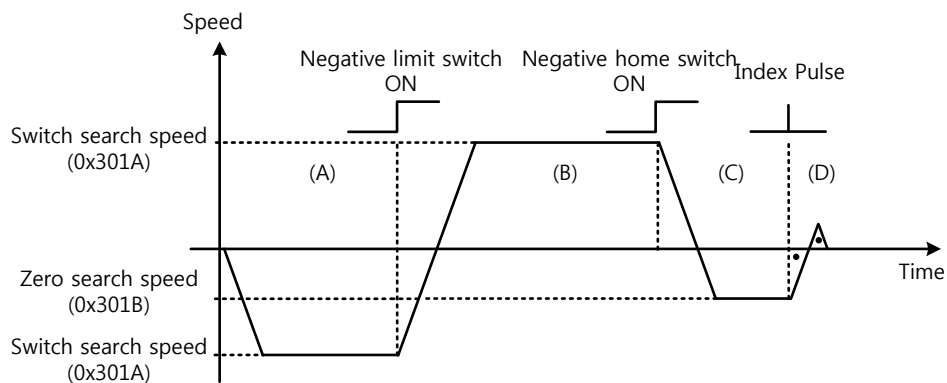 Speed
Negative limit switch
ON
Negative home switch
ON
Index Pulse
Switch search speed
(0x301A)
(A)
(B)
(C)
(D)
Time
Zero search speed
(0x301B)
Switch search speed
(0x301A)